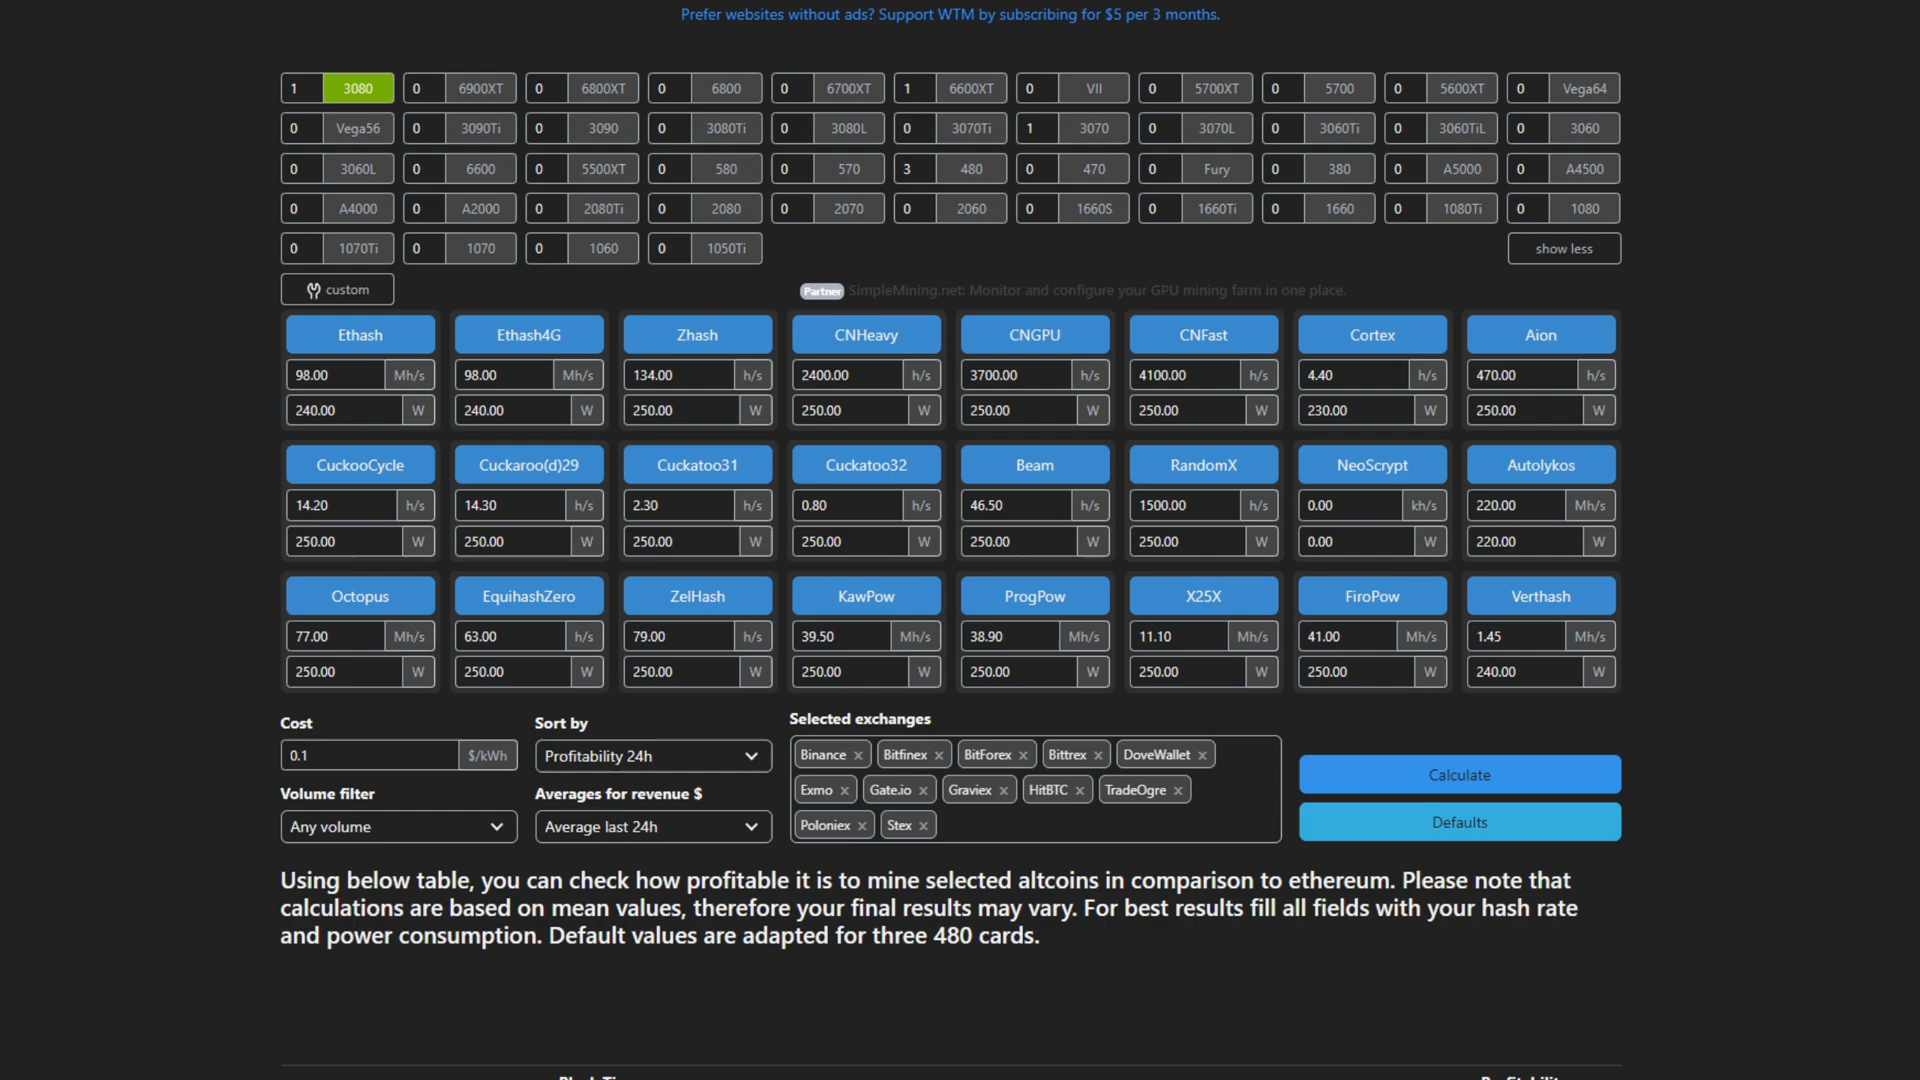 Prefer websites without ads? Support WTM by subscribing for $5 per 3 months.
1 3080 0 6900XT 0 6800XT 0 6800 0 6700XT 1 6600XT 0 VII 0 5700XT 0 5700 0 5600XT 0 Vega64
0 Vega56 0 3090Ti 0 3090 0 3080Ti 0 3080L 0 3070Ti 1 3070 0 3070L 0 3060Ti 0 3060TiL 0 3060
0 3060L 0 6600 0 5500XT 0 580 0 570 3 480 0 470 0 Fury 0 380 0 A5000 0 A4500
0 A4000 0 A2000 0 2080Ti 0 2080 0 2070 0 2060 0 1660S 0 1660Ti 0 1660 0 1080Ti 0 1080
0 1070Ti 0 1070 0 1060 0 1050Ti show less
custom Partner SimpleMining.net: Monitor and configure your GPU mining farm in one place.
Ethash Ethash4G Zhash CNHeavy CNGPU CNFast Cortex Aion
98.00 Mh/s 98.00 Mh/s 134.00 h/s 2400.00 h/s 3700.00 h/s 4100.00 h/s 4.40 h/s 470.00 h/s
240.00 W 240.00 W 250.00 W 250.00 W 250.00 W 250.00 W 230.00 W 250.00 W
CuckooCycle Cuckaroo(d)29 Cuckatoo31 Cuckatoo32 Beam RandomX NeoScrypt Autolykos
14.20 h/s 14.30 h/s 2.30 h/s 0.80 h/s 46.50 h/s 1500.00 h/s 0.00 kh/s 220.00 Mh/s
250.00 W 250.00 W 250.00 W 250.00 W 250.00 W 250.00 W 0.00 W 220.00 W
Octopus EquihashZero ZelHash KawPow ProgPow X25X FiroPow Verthash
77.00 Mh/s 63.00 h/s 79.00 h/s 39.50 Mh/s 38.90 Mh/s 11.10 Mh/s 41.00 Mh/s 1.45 Mh/s
250.00 W 250.00 W 250.00 W 250.00 W 250.00 W 250.00 W 250.00 W 240.00 W
Cost Sort by Selected exchanges
0.1 $/kWh Profitability 24h Binance × Bitfinex × BitForex × Bittrex × DoveWallet × Calculate
Exmo × Gate.io × Graviex × HitBTC × TradeOgre ×
Volume filter Averages for revenue $
Any volume Average last 24h Poloniex × Stex × Defaults
Using below table, you can check how profitable it is to mine selected altcoins in comparison to ethereum. Please note that
calculations are based on mean values, therefore your final results may vary. For best results fill all fields with your hash rate
and power consumption. Default values are adapted for three 480 cards.